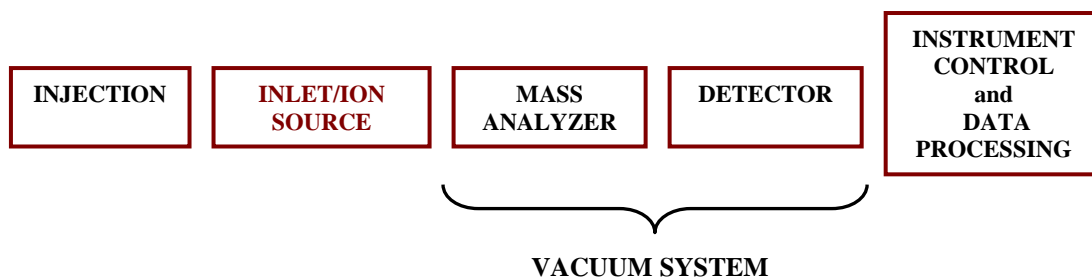 INJECTION
INLET/ION
SOURCE
MASS
ANALYZER
DETECTOR
INSTRUMENT
CONTROL
and
DATA
PROCESSING
VACUUM SYSTEM